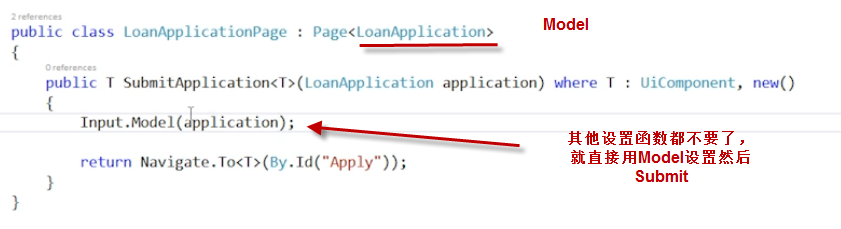 2 references
public class LoanApplicationPage : Page<LoanApplication>
Model
{
0 references
public T SubmitApplication<T>(LoanApplication application) where T : UiComponent, new()
{
Input.Model(application);
其他设置函数都不要了，
就直接用Model设置然后
Submit
return Navigate.To<T>(By.Id("Apply"));
}
}